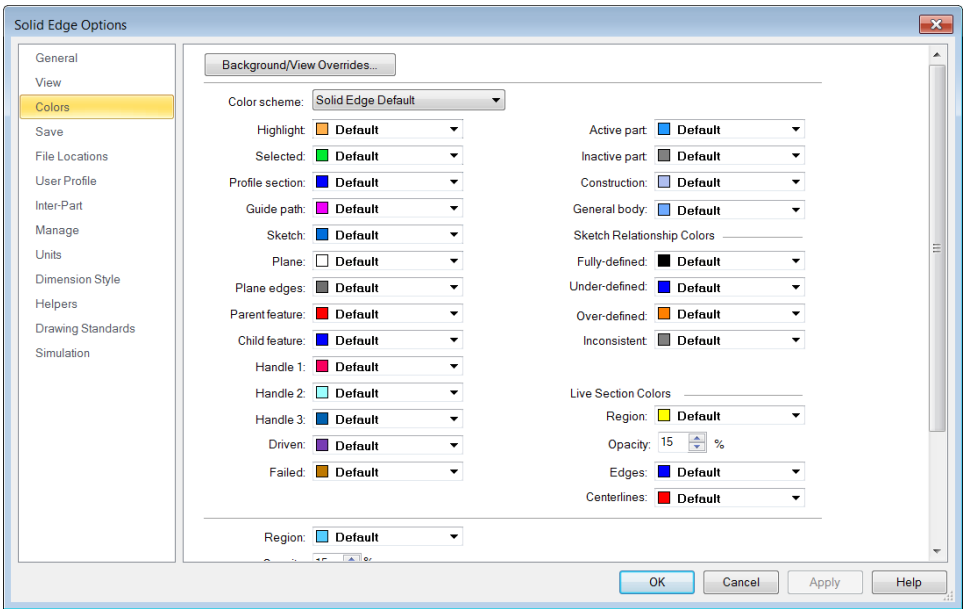 Solid Edge Options
General
View
Colors
Save
File Locations
User Profile
Inter-Part
Manage
Units
Dimension Style
Helpers
Drawing Standards
Simulation
Background/View Overrides...
Color scheme: Solid Edge Default
Highlight: Default
Selected: Default
Profile section: Default
Guide path: Default
Sketch: Default
Plane: Default
Plane edges: Default
Parent feature: Default
Child feature: Default
Handle 1: Default
Handle 2: Default
Handle 3: Default
Driven: Default
Failed: Default
Active part: Default
Inactive part: Default
Construction: Default
General body: Default
Sketch Relationship Colors
Fully-defined: Default
Under-defined: Default
Over-defined: Default
Inconsistent: Default
Live Section Colors
Region: Default
Opacity: 15 %
Edges: Default
Centerlines: Default
Region: Default
OK Cancel Apply Help